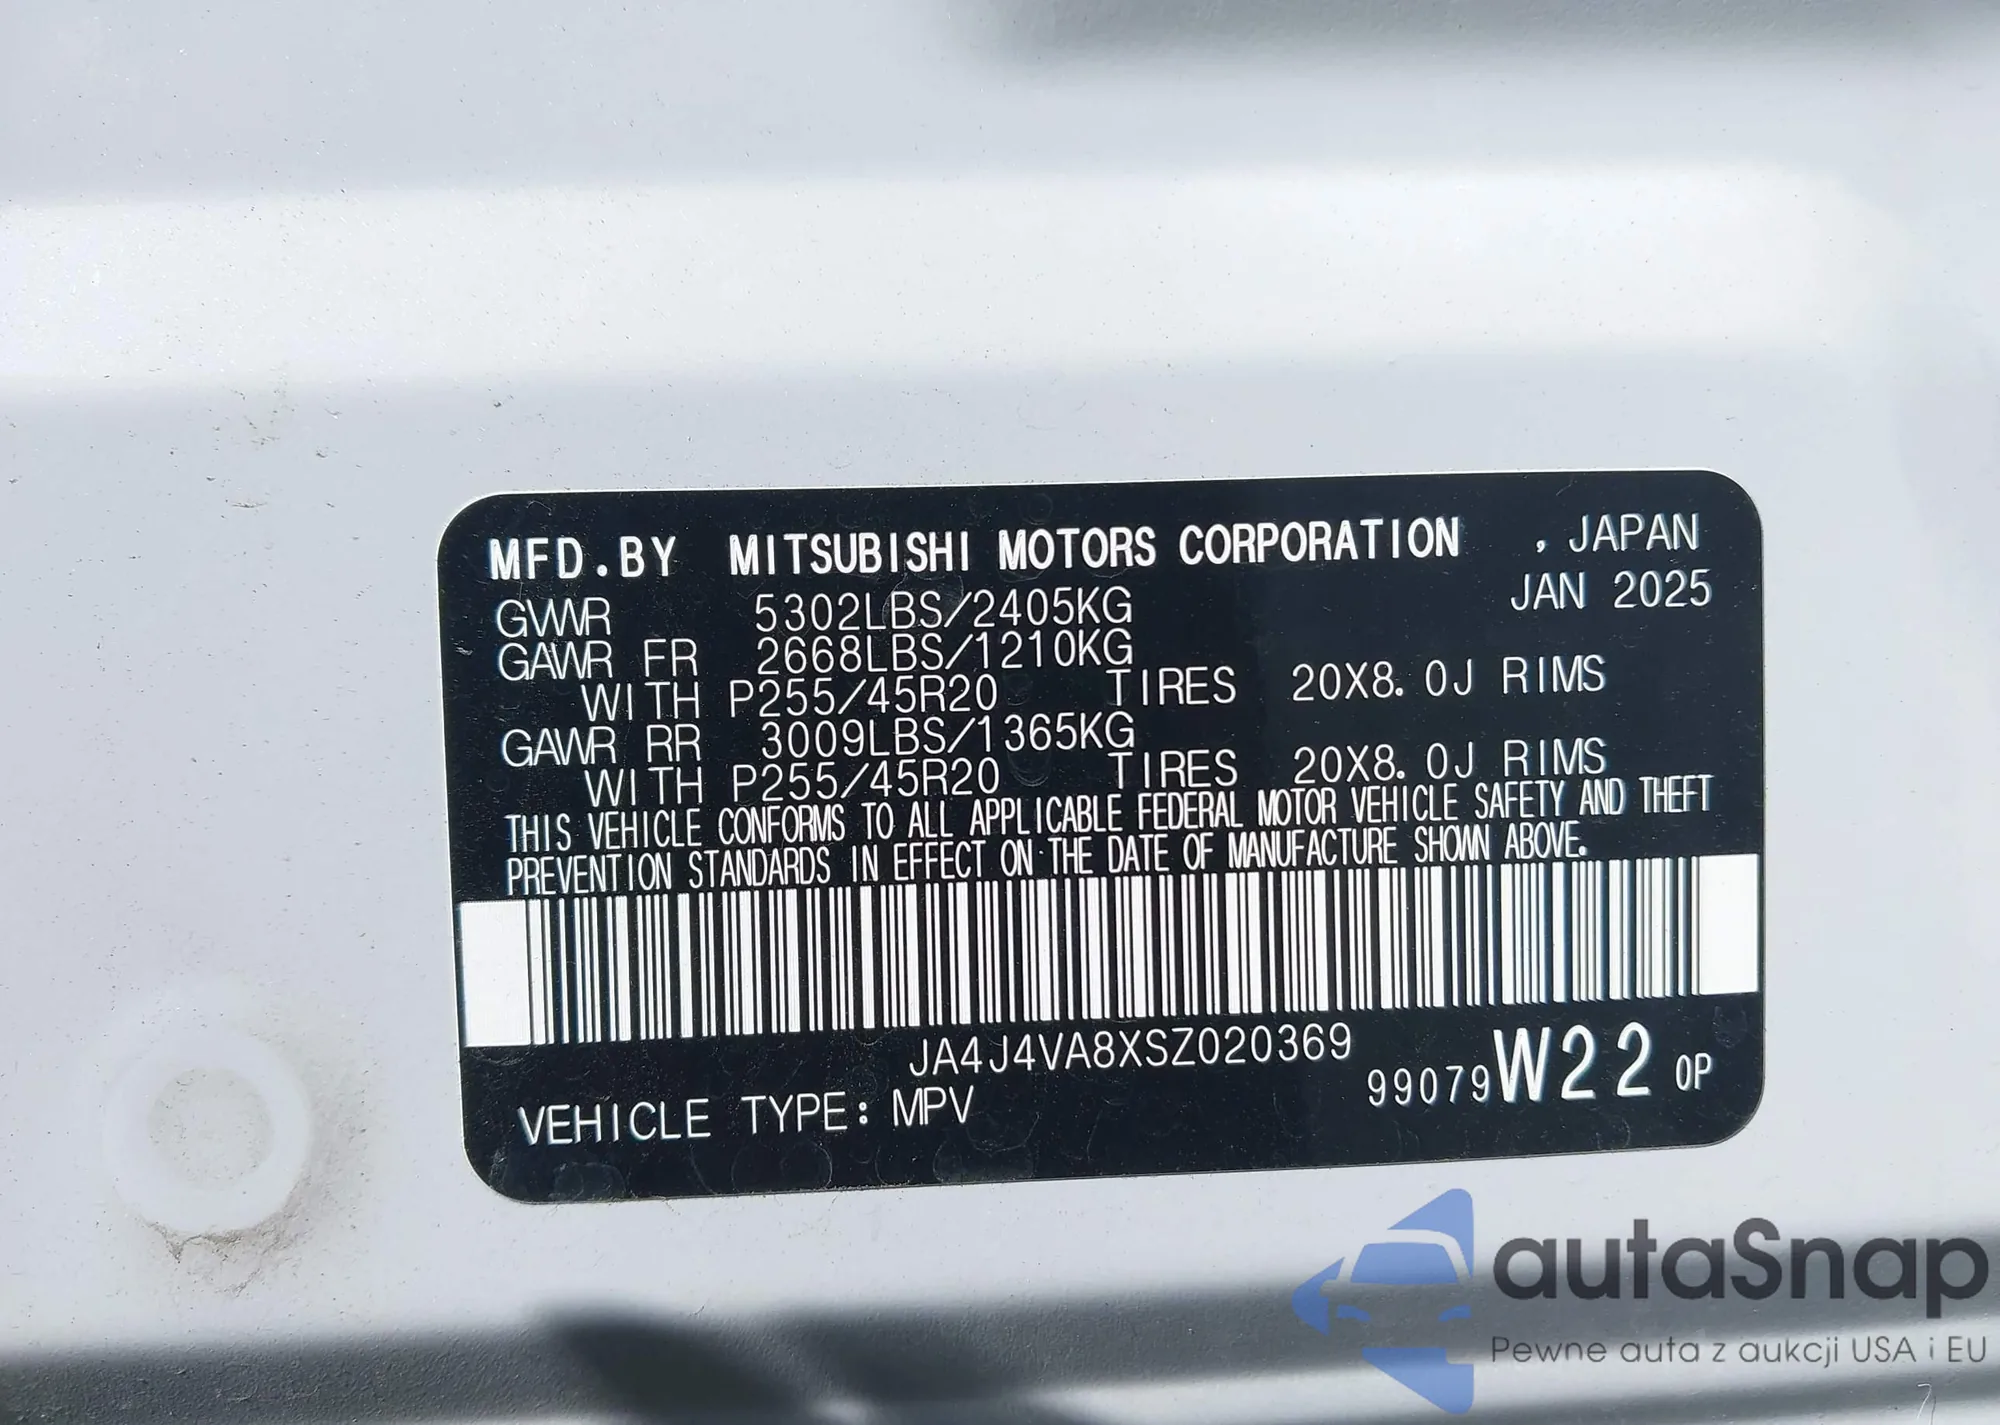 MFD.BY MITSUBISHI MOTORS CORPORATION , JAPAN
GVWR 5302LBS/2405KG JAN 2025
GAWR FR 2668LBS/1210KG
WITH P255/45R20 TIRES 20X8.0J RIMS
GAWR RR 3009LBS/1365KG
WITH P255/45R20 TIRES 20X8.0J RIMS
THIS VEHICLE CONFORMS TO ALL APPLICABLE FEDERAL MOTOR VEHICLE SAFETY AND THEFT
PREVENTION STANDARDS IN EFFECT ON THE DATE OF MANUFACTURE SHOWN ABOVE.
JA4J4VA8XSZ020369
99079 W22 0P
VEHICLE TYPE: MPV
autaSnap
Pewne auta z aukcji USA i EU